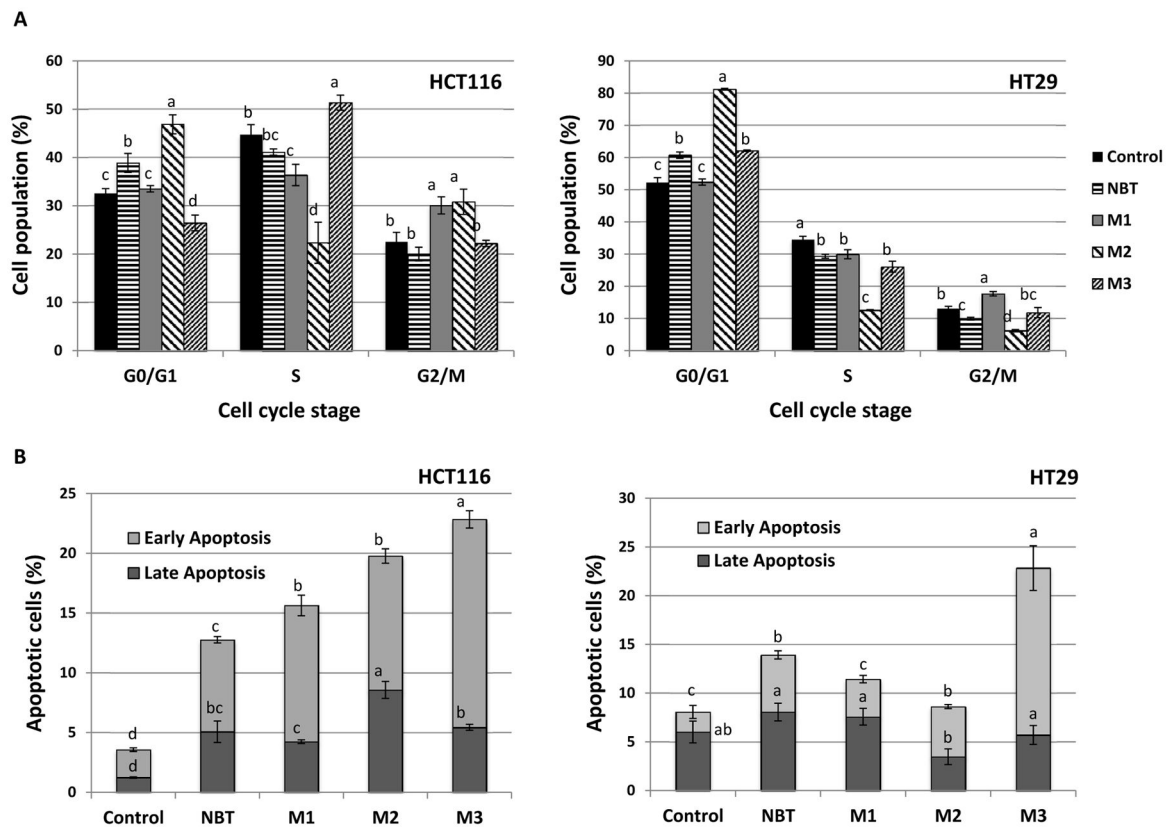 A
HCT116
60
50
40
30
20
10
0
Cell population (%)
c b c a d
b bc c d a
b b a a b
G0/G1 S G2/M
Cell cycle stage
HT29
90
80
70
60
50
40
30
20
10
0
Cell population (%)
c b c a b
a b b c b
b c a d bc
G0/G1 S G2/M
Cell cycle stage
Control
NBT
M1
M2
M3
B
HCT116
25
20
15
10
5
0
Apoptotic cells (%)
Early Apoptosis
Late Apoptosis
d c b b a
d bc c a b
Control NBT M1 M2 M3
HT29
30
25
20
15
10
5
0
Apoptotic cells (%)
Early Apoptosis
Late Apoptosis
c b c b a
ab a a b a
Control NBT M1 M2 M3